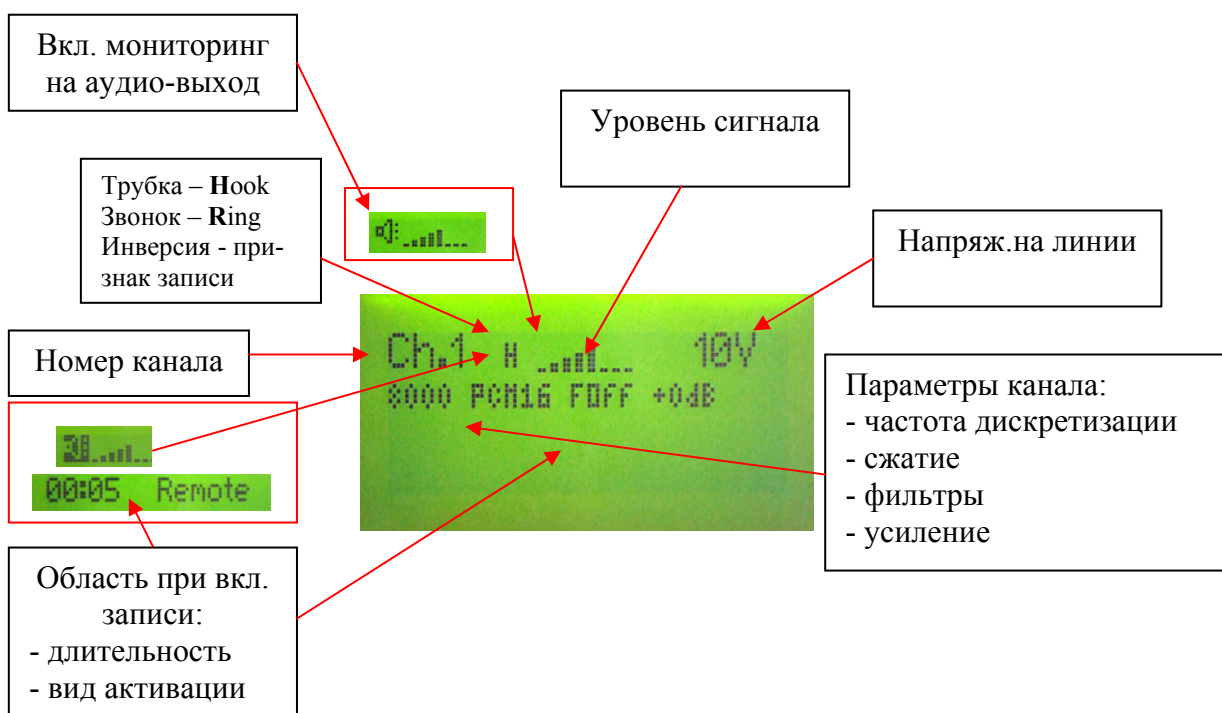 Вкл. мониторинг
на аудио-выход
Уровень сигнала
Трубка – Hook
Звонок – Ring
Инверсия - при-
знак записи
Напряж.на линии
Номер канала
Ch.1 H 10V
8000 PCM16 FOFF +0dB
Параметры канала:
- частота дискретизации
- сжатие
- фильтры
- усиление
00:05 Remote
Область при вкл.
записи:
- длительность
- вид активации